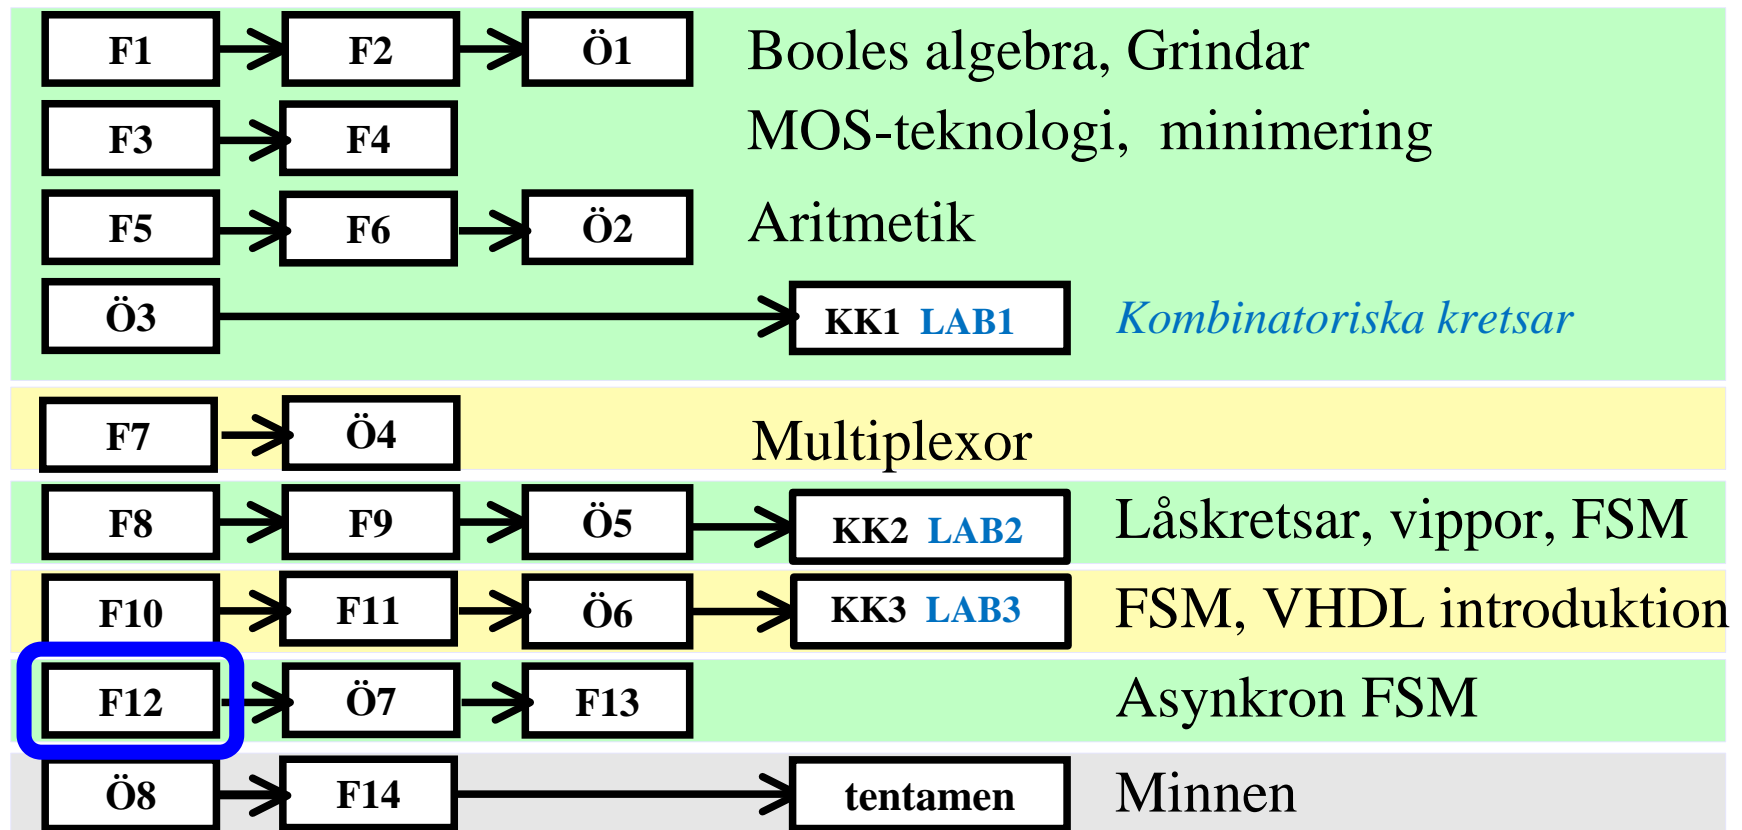 F1 F2 Ö1 Booles algebra, Grindar
F3 F4 MOS-teknologi, minimering
F5 F6 Ö2 Aritmetik
Ö3 KK1 LAB1 Kombinatoriska kretsar
F7 Ö4 Multiplexor
F8 F9 Ö5 KK2 LAB2 Låskretsar, vippor, FSM
F10 F11 Ö6 KK3 LAB3 FSM, VHDL introduktion
F12 Ö7 F13 Asynkron FSM
Ö8 F14 tentamen Minnen